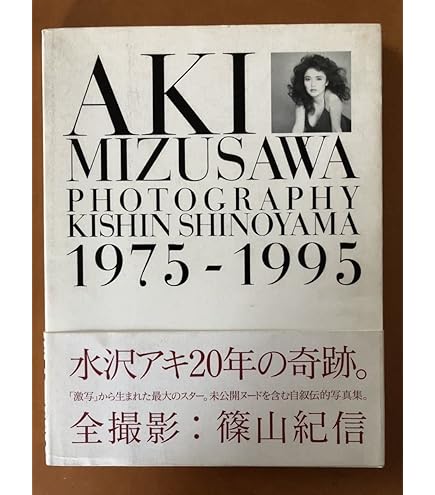 AKI
MIZUSAWA
PHOTOGRAPHY
KISHIN SHINOYAMA
1975-1995
水沢アキ20年の奇跡。
「激写」から生まれた最大のスター。未公開ヌードを含む自叙伝的写真集。
全撮影：篠山紀信